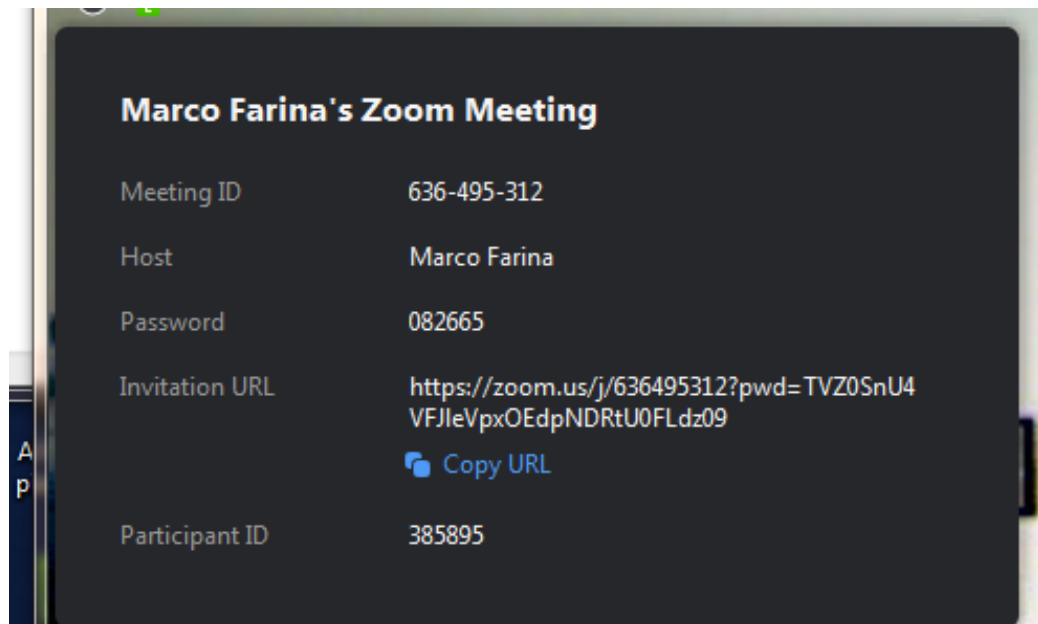 Marco Farina's Zoom Meeting
Meeting ID 636-495-312
Host Marco Farina
Password 082665
Invitation URL https://zoom.us/j/636495312?pwd=TVZ0SnU4
VFJleVpxOEdpNDRtU0FLdz09
Copy URL
Participant ID 385895
A
p